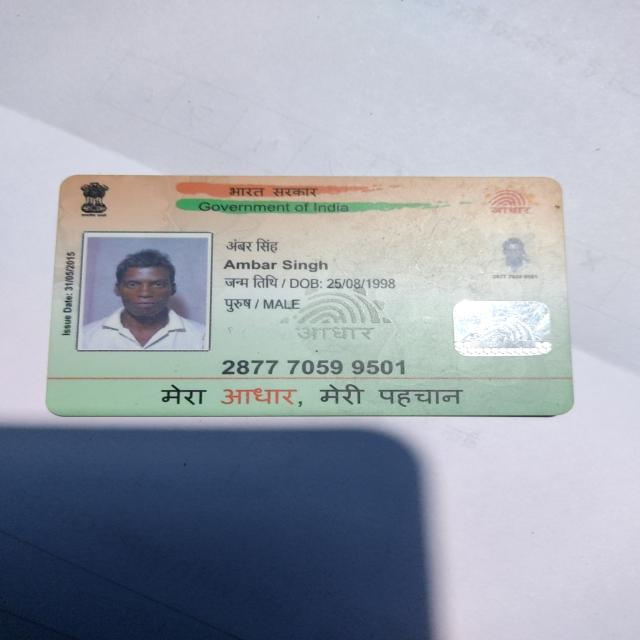 भारत सरकार
Government of India
आधार
Issue Date: 31/05/2015
अंबर सिंह
Ambar Singh
जन्म तिथि / DOB: 25/08/1998
पुरुष / MALE
आधार
2877 7059 9501
2877 7059 9501
मेरा आधार, मेरी पहचान